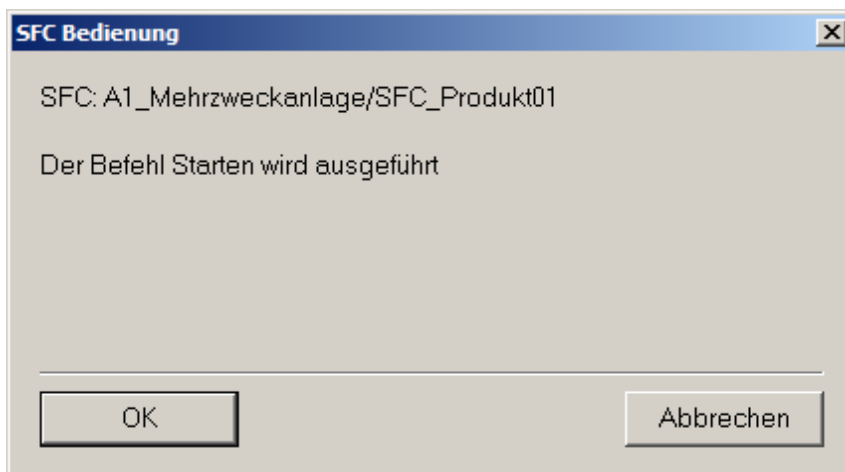 SFC Bedienung
SFC: A1_Mehrzweckanlage/SFC_Produkt01
Der Befehl Starten wird ausgeführt
OK
Abbrechen